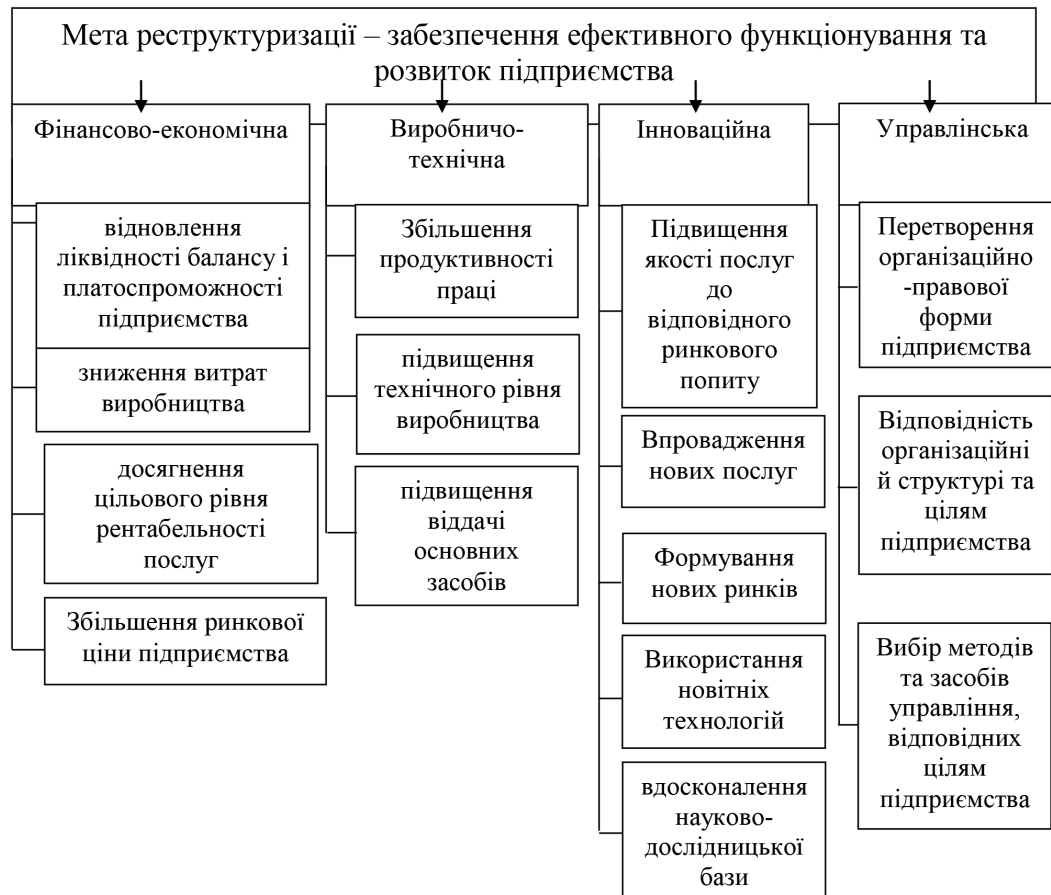 Мета реструктуризації – забезпечення ефективного функціонування та
розвиток підприємства
Фінансово-економічна
відновлення
ліквідності балансу і
платоспроможності
підприємства
зниження витрат
виробництва
досягнення
цільового рівня
рентабельності
послуг
Збільшення ринкової
ціни підприємства
Виробничо-
технічна
Збільшення
продуктивності
праці
підвищення
технічного рівня
виробництва
підвищення
віддачі
основних
засобів
Інноваційна
Підвищення
якості послуг
до
відповідного
ринкового
попиту
Впровадження
нових послуг
Формування
нових ринків
Використання
новітніх
технологій
вдосконалення
науково-
дослідницької
бази
Управлінська
Перетворення
організаційно
-правової
форми
підприємства
Відповідність
організаційні
й структурі та
цілям
підприємства
Вибір методів
та засобів
управління,
відповідних
цілям
підприємства